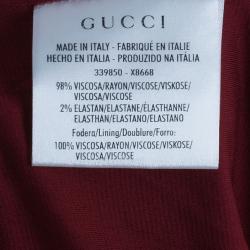 GUCCI
MADE IN ITALY - FABRIQUÉ EN ITALIE
HECHO EN ITALIA - PRODUZIDO NA ITÁLIA
339850 - X8668
98% VISCOSA/RAYON/VISCOSE/VISKOSE/
VISCOSA/VISCOSE
2% ELASTAN/ELASTANE/ÉLASTHANNE/
ELASTHAN/ELASTANO/ELASTANO
Fodera/Lining/Doublure/Forro:
100% VISCOSA/RAYON/VISCOSE/VISKOSE/
VISCOSA/VISCOSE